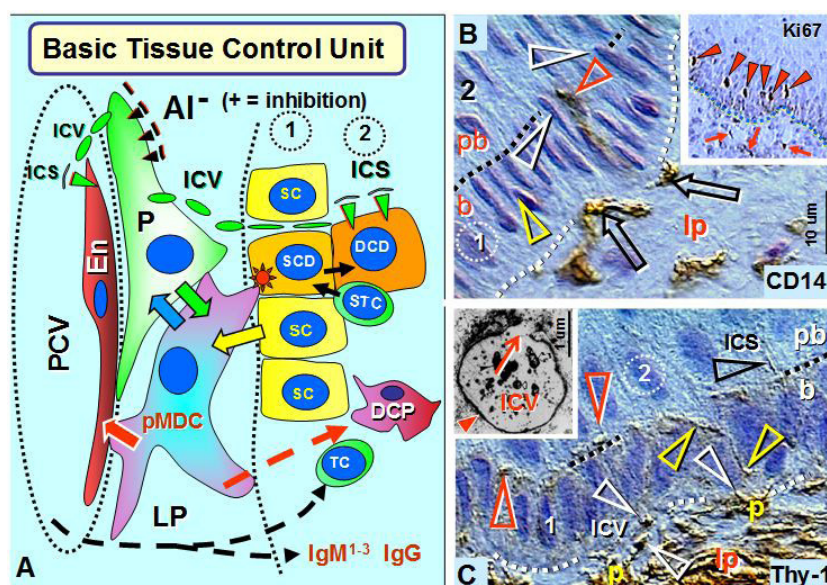 Basic Tissue Control Unit
AI- (+ = inhibition)
ICV
ICS
ICV
1
2
ICS
P
En
PCV
SC
SCD
DCD
STC
SC
SC
pMDC
DCP
TC
LP
IgM1-3 IgG
A
B
Ki67
2
pb
b
1
lp
10 um
CD14
1um
ICV
ICS
pb
2
b
1
ICV
p
lp
p
C
Thy-1